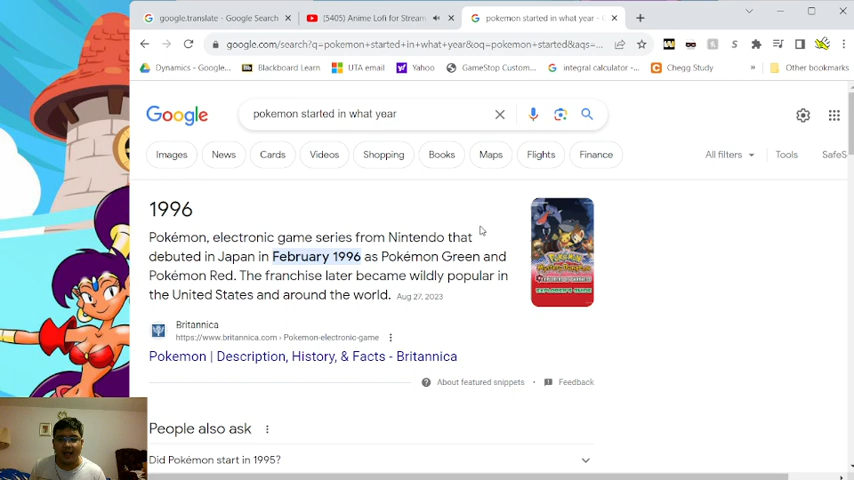 google.translate - Google Search
(5405) Anime Lofi for Stream
pokemon started in what year -
google.com/search?q=pokemon+started+in+what+year&oq=pokemon+started&aqs=...
Dynamics - Google...
Blackboard Learn
UTA email
Yahoo
GameStop Custom...
integral calculator -...
Chegg Study
»
Other bookmarks
Google
pokemon started in what year
Images
News
Cards
Videos
Shopping
Books
Maps
Flights
Finance
All filters
Tools
SafeS
1996
Pokémon, electronic game series from Nintendo that
debuted in Japan in February 1996 as Pokémon Green and
Pokémon Red. The franchise later became wildly popular in
the United States and around the world. Aug 27, 2023
Britannica
https://www.britannica.com › Pokemon-electronic-game
Pokemon | Description, History, & Facts - Britannica
About featured snippets • Feedback
People also ask
Did Pokémon start in 1995?